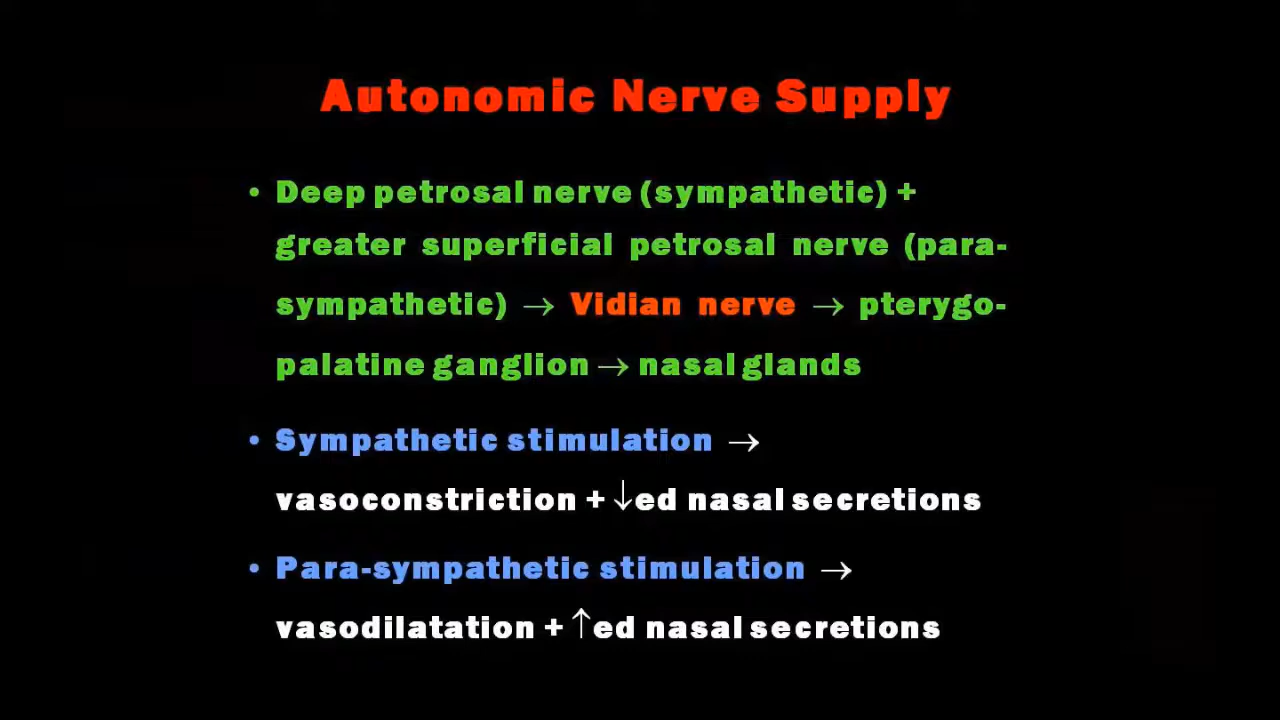 Autonomic Nerve Supply
• Deep petrosal nerve (sympathetic) +
greater superficial petrosal nerve (para-
sympathetic) → Vidian nerve → pterygo-
palatine ganglion → nasal glands
• Sympathetic stimulation →
vasoconstriction + ↓ed nasal secretions
• Para-sympathetic stimulation →
vasodilatation + ↑ed nasal secretions